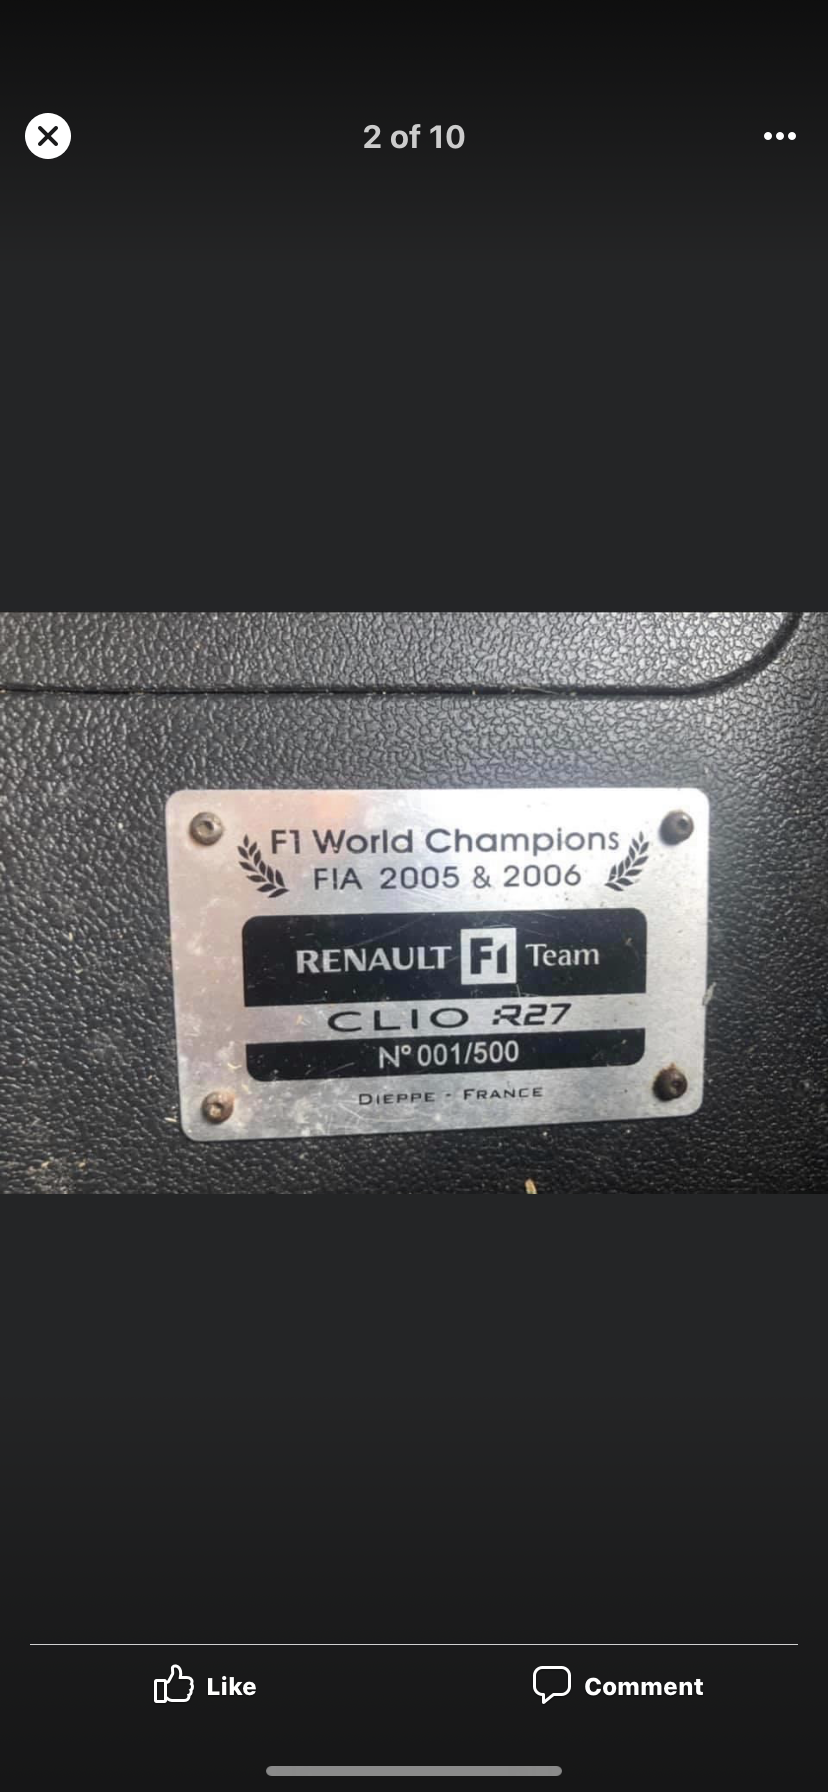 2 of 10
F1 World Champions
FIA 2005 & 2006
RENAULT F1 Team
CLIO R27
N° 001/500
DIEPPE - FRANCE
Like
Comment